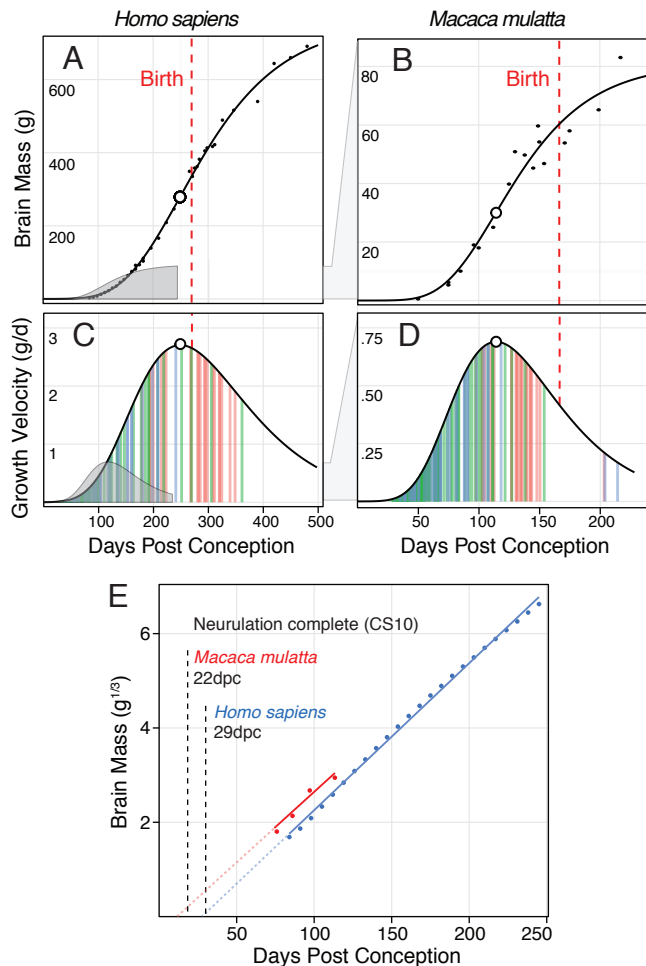 Homo sapiens
Macaca mulatta
A
Birth
600
400
200
Brain Mass (g)
B
Birth
80
60
40
20
C
3
2
1
Growth Velocity (g/d)
100 200 300 400 500
Days Post Conception
D
.75
.50
.25
50 100 150 200
Days Post Conception
E
Neurulation complete (CS10)
Macaca mulatta
22dpc
Homo sapiens
29dpc
6
4
2
Brain Mass (g1/3)
50 100 150 200 250
Days Post Conception